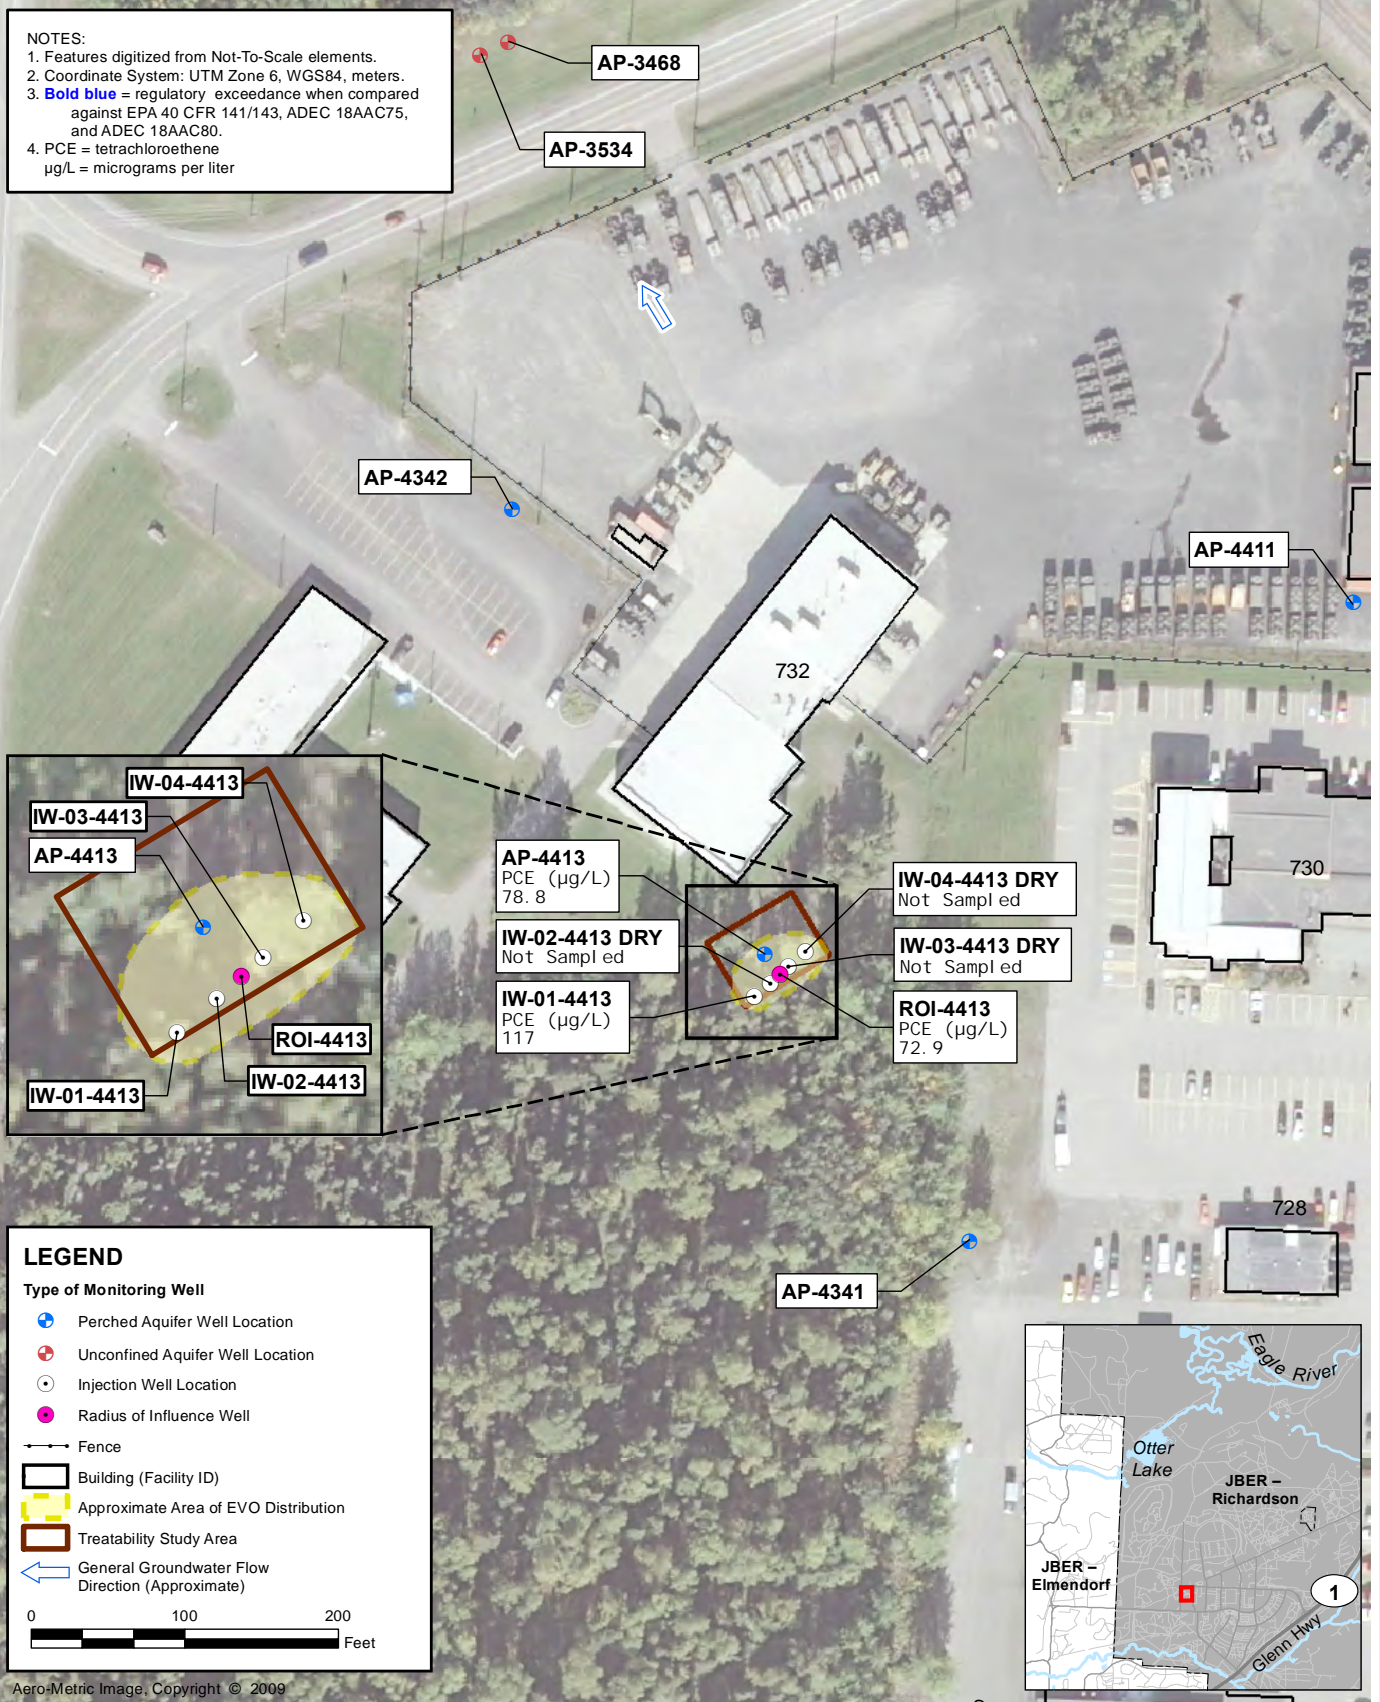 NOTES:
1. Features digitized from Not-To-Scale elements.
2. Coordinate System: UTM Zone 6, WGS84, meters.
3. Bold blue = regulatory exceedance when compared
against EPA 40 CFR 141/143, ADEC 18AAC75,
and ADEC 18AAC80.
4. PCE = tetrachloroethene
µg/L = micrograms per liter
AP-3468
AP-3534
AP-4342
AP-4411
732
730
728
IW-04-4413
IW-03-4413
AP-4413
ROI-4413
IW-02-4413
IW-01-4413
AP-4413
PCE (µg/L)
78.8
IW-02-4413 DRY
Not Sampled
IW-01-4413
PCE (µg/L)
117
IW-04-4413 DRY
Not Sampled
IW-03-4413 DRY
Not Sampled
ROI-4413
PCE (µg/L)
72.9
AP-4341
LEGEND
Type of Monitoring Well
Perched Aquifer Well Location
Unconfined Aquifer Well Location
Injection Well Location
Radius of Influence Well
Fence
Building (Facility ID)
Approximate Area of EVO Distribution
Treatability Study Area
General Groundwater Flow
Direction (Approximate)
0 100 200
Feet
Aero-Metric Image, Copyright © 2009
Eagle River
Otter
Lake
JBER –
Richardson
JBER –
Elmendorf
1
Glenn Hwy